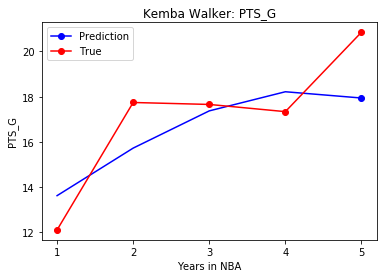 Kemba Walker: PTS_G
Prediction
True
20
18
16
14
12
PTS_G
1 2 3 4 5
Years in NBA